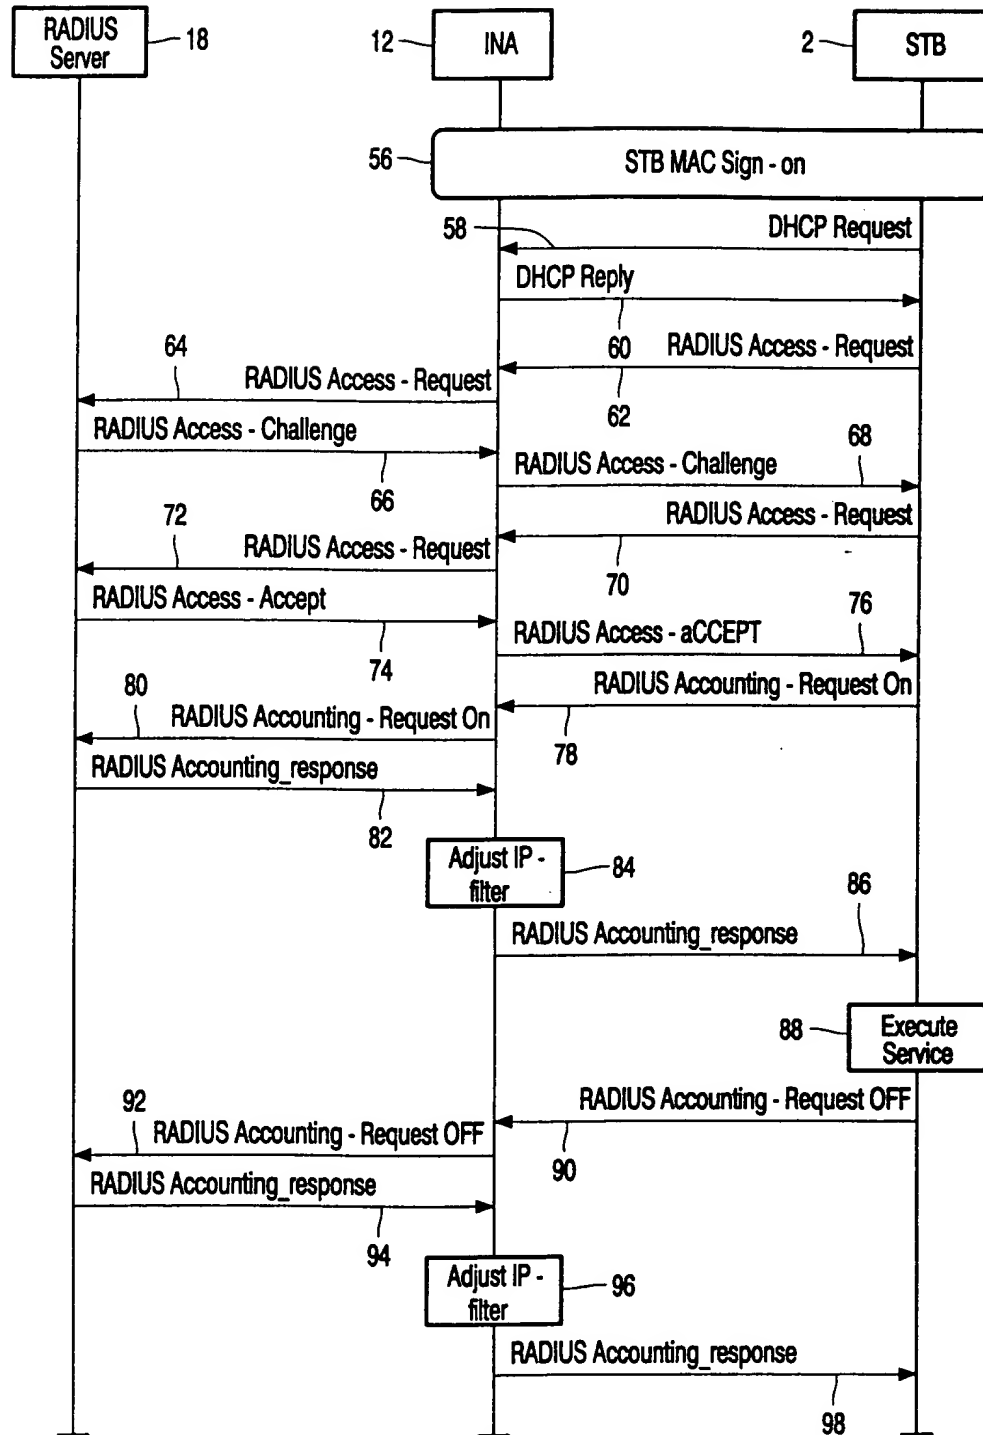 RADIUS
Server
18
12
INA
2
STB
56
STB MAC Sign - on
58
DHCP Request
DHCP Reply
60
RADIUS Access - Request
62
64
RADIUS Access - Request
RADIUS Access - Challenge
66
RADIUS Access - Challenge
68
RADIUS Access - Request
70
72
RADIUS Access - Request
RADIUS Access - Accept
74
RADIUS Access - aCCEPT
76
RADIUS Accounting - Request On
78
80
RADIUS Accounting - Request On
RADIUS Accounting_response
82
Adjust IP -
filter
84
86
RADIUS Accounting_response
88
Execute
Service
RADIUS Accounting - Request OFF
90
92
RADIUS Accounting - Request OFF
RADIUS Accounting_response
94
Adjust IP -
filter
96
RADIUS Accounting_response
98